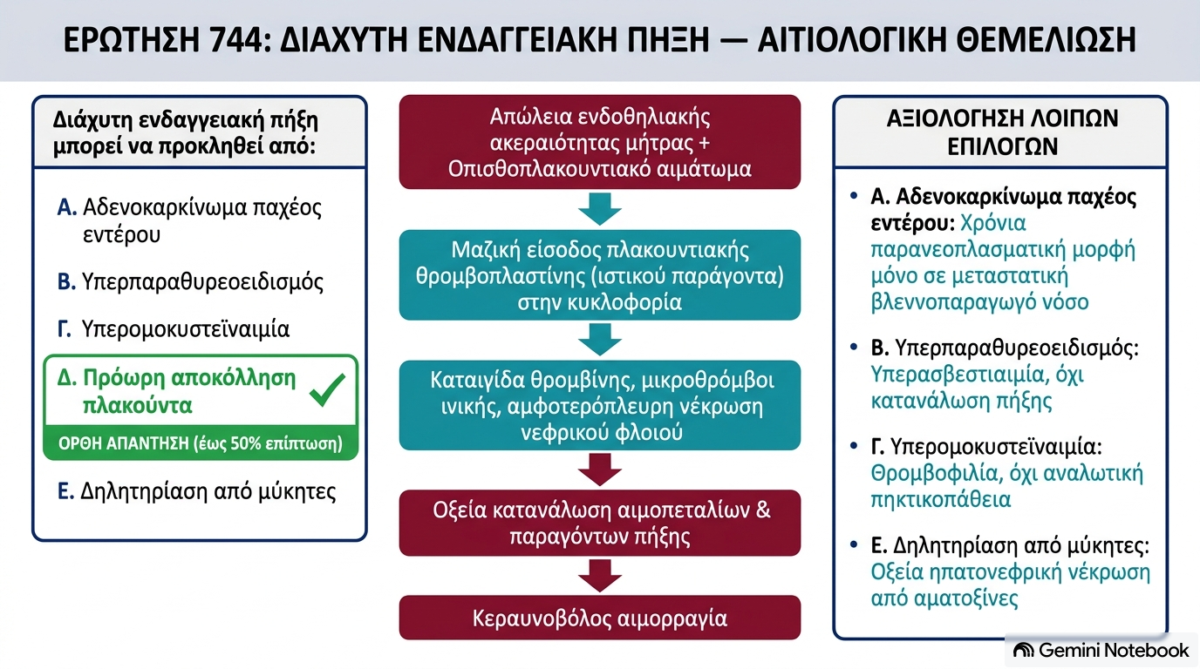 ΕΡΩΤΗΣΗ 744: ΔΙΑΧΥΤΗ ΕΝΔΑΓΓΕΙΑΚΗ ΠΗΞΗ — ΑΙΤΙΟΛΟΓΙΚΗ ΘΕΜΕΛΙΩΣΗ
Διάχυτη ενδαγγειακή πήξη
μπορεί να προκληθεί από:
Α. Αδενοκαρκίνωμα παχέος
εντέρου
Β. Υπερπαραθυρεοειδισμός
Γ. Υπερομοκυστεϊναιμία
Δ. Πρόωρη αποκόλληση
πλακούντα
ΟΡΘΗ ΑΠΑΝΤΗΣΗ (έως 50% επίπτωση)
Ε. Δηλητηρίαση από μύκητες
Απώλεια ενδοθηλιακής
ακεραιότητας μήτρας +
Οπισθοπλακουντιακό αιμάτωμα
Μαζική είσοδος πλακουντιακής
θρομβοπλαστίνης (ιστικού παράγοντα)
στην κυκλοφορία
Καταιγίδα θρομβίνης, μικροθρόμβοι
ινικής, αμφοτερόπλευρη νέκρωση
νεφρικού φλοιού
Οξεία κατανάλωση αιμοπεταλίων &
παραγόντων πήξης
Κεραυνοβόλος αιμορραγία
ΑΞΙΟΛΟΓΗΣΗ ΛΟΙΠΩΝ
ΕΠΙΛΟΓΩΝ
• Α. Αδενοκαρκίνωμα παχέος
εντέρου: Χρόνια
παρανεοπλασματική μορφή
μόνο σε μεταστατική
βλεννοπαραγωγό νόσο
• Β. Υπερπαραθυρεοειδισμός:
Υπερασβεστιαιμία, όχι
κατανάλωση πήξης
• Γ. Υπερομοκυστεϊναιμία:
Θρομβοφιλία, όχι αναλωτική
πηκτικοπάθεια
• Ε. Δηλητηρίαση από μύκητες:
Οξεία ηπατονεφρική νέκρωση
από αματοξίνες
Gemini Notebook